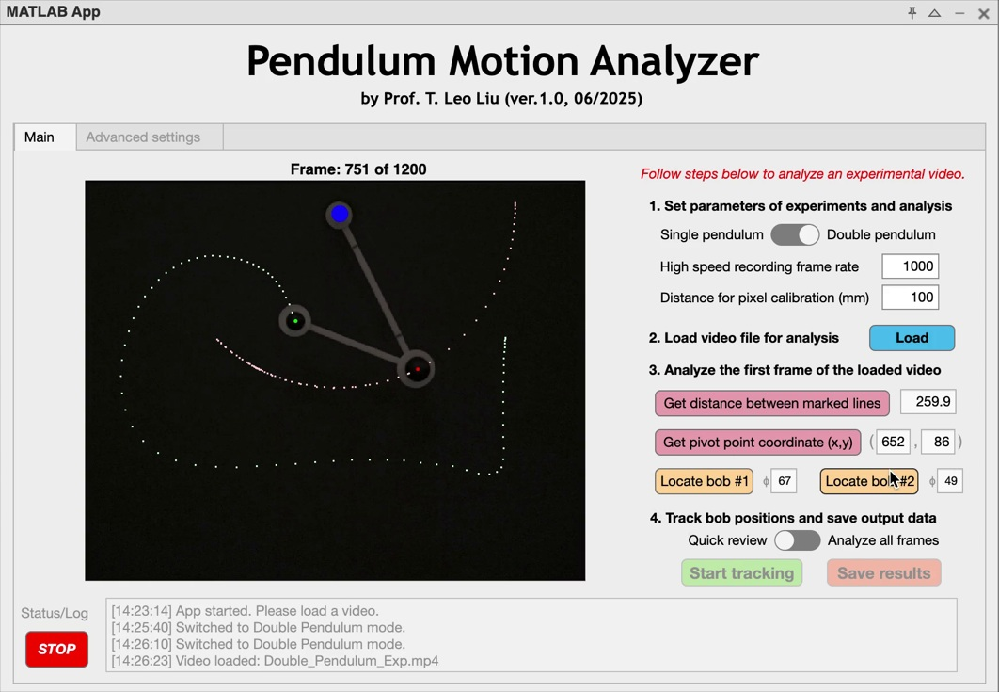 MATLAB App
Pendulum Motion Analyzer
by Prof. T. Leo Liu (ver.1.0, 06/2025)
Main Advanced settings
Frame: 751 of 1200
Follow steps below to analyze an experimental video.
1. Set parameters of experiments and analysis
Single pendulum Double pendulum
High speed recording frame rate 1000
Distance for pixel calibration (mm) 100
2. Load video file for analysis Load
3. Analyze the first frame of the loaded video
Get distance between marked lines 259.9
Get pivot point coordinate (x,y) ( 652 , 86 )
Locate bob #1 ϕ 67 Locate bob #2 ϕ 49
4. Track bob positions and save output data
Quick review Analyze all frames
Start tracking Save results
Status/Log
STOP
[14:23:14] App started. Please load a video.
[14:25:40] Switched to Double Pendulum mode.
[14:26:10] Switched to Double Pendulum mode.
[14:26:23] Video loaded: Double_Pendulum_Exp.mp4